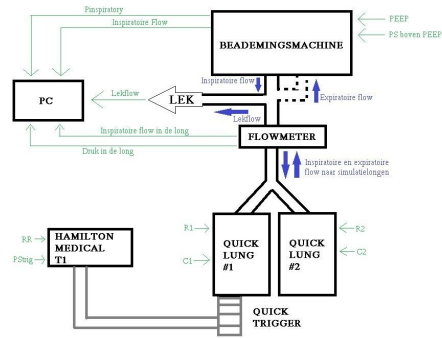 Pinspiratory
Inspiratoire Flow
PEEP
PS boven PEEP
BEADEMINGSMACHINE
Inspiratoire flow
Expiratoire flow
PC
Lekflow
LEK
Lekflow
Inspiratoire flow in de long
Druk in de long
FLOWMETER
Inspiratoire en expiratoire
flow naar simulatielongen
R1
R2
HAMILTON
MEDICAL
T1
RR
PStrig
QUICK
LUNG
#1
QUICK
LUNG
#2
C1
C2
QUICK
TRIGGER